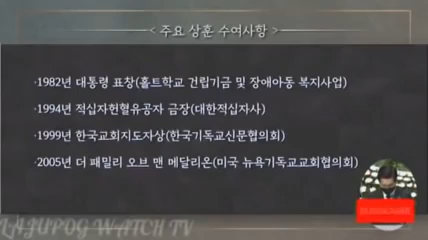 < 주요 상훈 수여사항 >
·1982년 대통령 표창(홀트학교 건립기금 및 장애아동 복지사업)
·1994년 적십자헌혈유공자 금장(대한적십자사)
·1999년 한국교회지도자상(한국기독교신문협의회)
·2005년 더 패밀리 오브 맨 메달리온(미국 뉴욕기독교교회협의회)
WATCH TV